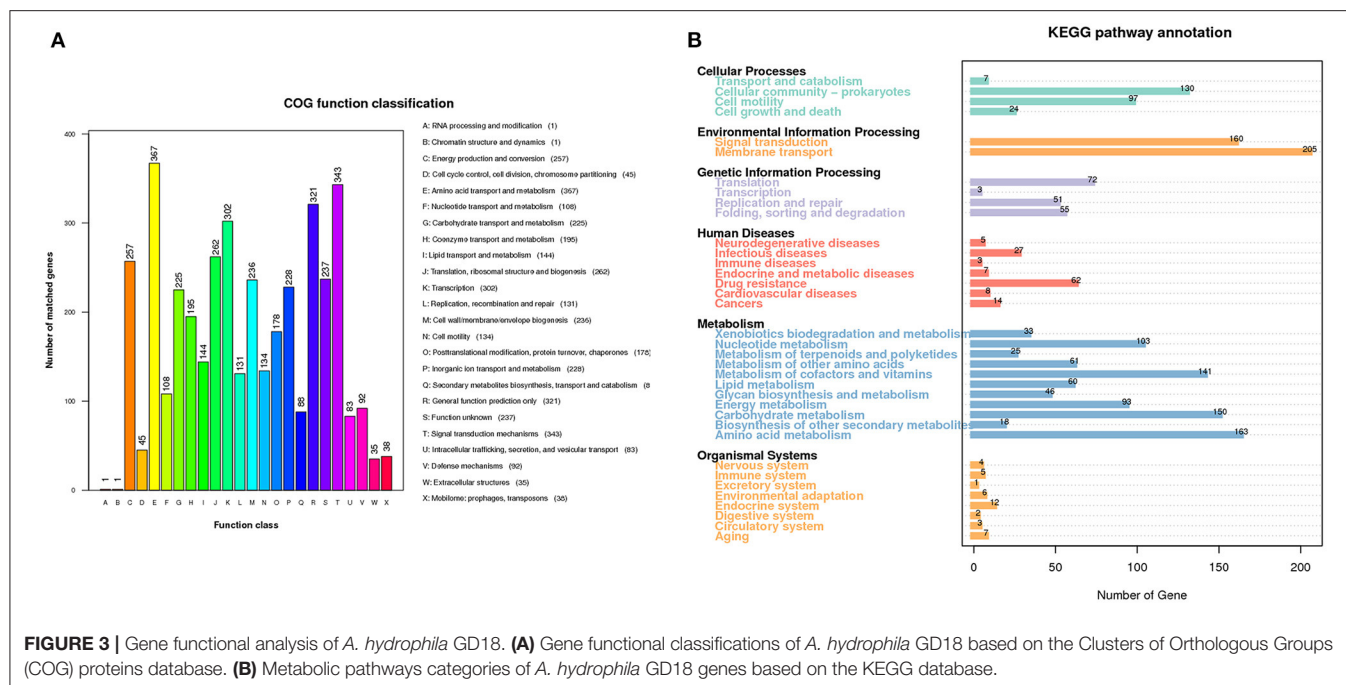 A
COG function classification
Number of matched genes
400
300
200
100
0
1
1
257
45
367
108
225
195
144
262
302
131
236
134
178
228
88
321
237
343
83
92
35
38
A B C D E F G H I J K L M N O P Q R S T U V W X
Function class
A: RNA processing and modification (1)
B: Chromatin structure and dynamics (1)
C: Energy production and conversion (257)
D: Cell cycle control, cell division, chromosome partitioning (45)
E: Amino acid transport and metabolism (367)
F: Nucleotide transport and metabolism (108)
G: Carbohydrate transport and metabolism (225)
H: Coenzyme transport and metabolism (195)
I: Lipid transport and metabolism (144)
J: Translation, ribosomal structure and biogenesis (262)
K: Transcription (302)
L: Replication, recombination and repair (131)
M: Cell wall/membrane/envelope biogenesis (236)
N: Cell motility (134)
O: Posttranslational modification, protein turnover, chaperones (178)
P: Inorganic ion transport and metabolism (228)
Q: Secondary metabolites biosynthesis, transport and catabolism (8
R: General function prediction only (321)
S: Function unknown (237)
T: Signal transduction mechanisms (343)
U: Intracellular trafficking, secretion, and vesicular transport (83)
V: Defense mechanisms (92)
W: Extracellular structures (35)
X: Mobilome: prophages, transposons (38)
B
KEGG pathway annotation
Cellular Processes
Transport and catabolism 7
Cellular community − prokaryotes 130
Cell motility 97
Cell growth and death 24
Environmental Information Processing
Signal transduction 160
Membrane transport 205
Genetic Information Processing
Translation 72
Transcription 3
Replication and repair 51
Folding, sorting and degradation 55
Human Diseases
Neurodegenerative diseases 5
Infectious diseases 27
Immune diseases 3
Endocrine and metabolic diseases 7
Drug resistance 62
Cardiovascular diseases 8
Cancers 14
Metabolism
Xenobiotics biodegradation and metabolism 33
Nucleotide metabolism 103
Metabolism of terpenoids and polyketides 25
Metabolism of other amino acids 61
Metabolism of cofactors and vitamins 141
Lipid metabolism 60
Glycan biosynthesis and metabolism 46
Energy metabolism 93
Carbohydrate metabolism 150
Biosynthesis of other secondary metabolites 18
Amino acid metabolism 163
Organismal Systems
Nervous system 4
Immune system 5
Excretory system 1
Environmental adaptation 6
Endocrine system 12
Digestive system 2
Circulatory system 3
Aging 7
0 50 100 150 200
Number of Gene
FIGURE 3 | Gene functional analysis of A. hydrophila GD18. (A) Gene functional classifications of A. hydrophila GD18 based on the Clusters of Orthologous Groups
(COG) proteins database. (B) Metabolic pathways categories of A. hydrophila GD18 genes based on the KEGG database.